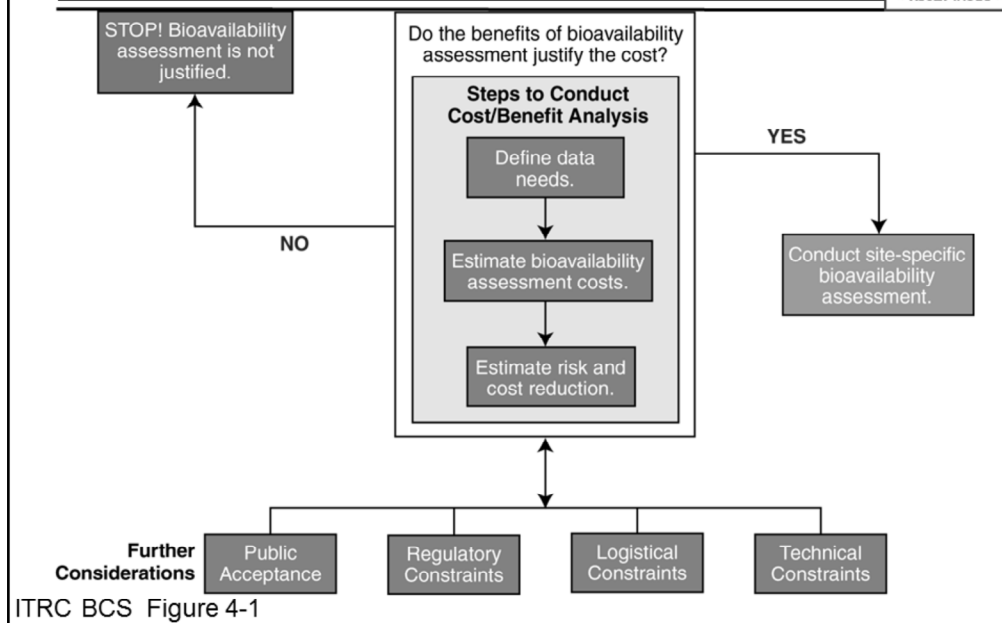 STOP! Bioavailability
assessment is not
justified.
Do the benefits of bioavailability
assessment justify the cost?
Steps to Conduct
Cost/Benefit Analysis
Define data
needs.
YES
NO
Estimate bioavailability
assessment costs.
Conduct site-specific
bioavailability
assessment.
Estimate risk and
cost reduction.
Further
Considerations
Public
Acceptance
Regulatory
Constraints
Logistical
Constraints
Technical
Constraints
ITRC BCS Figure 4-1